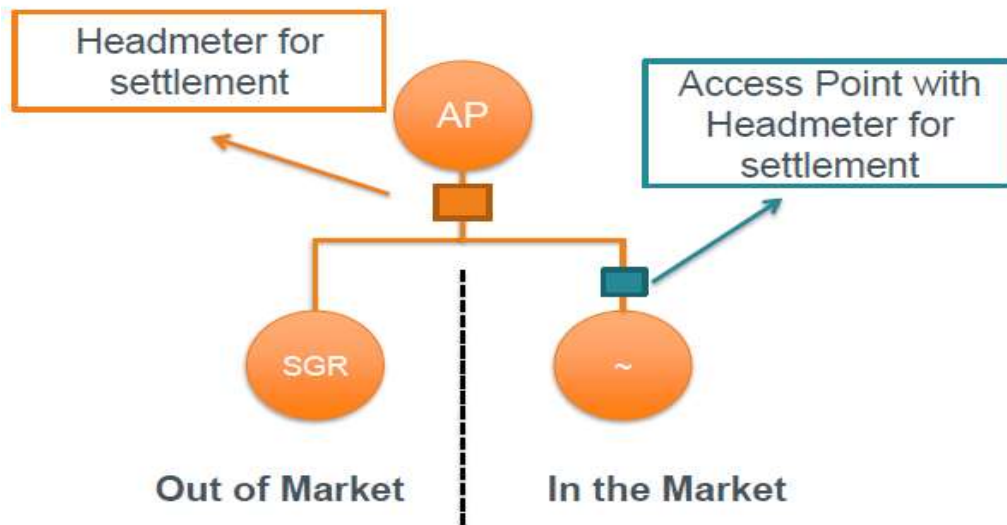 Headmeter for
settlement
AP
Access Point with
Headmeter for
settlement
SGR
~
Out of Market
In the Market